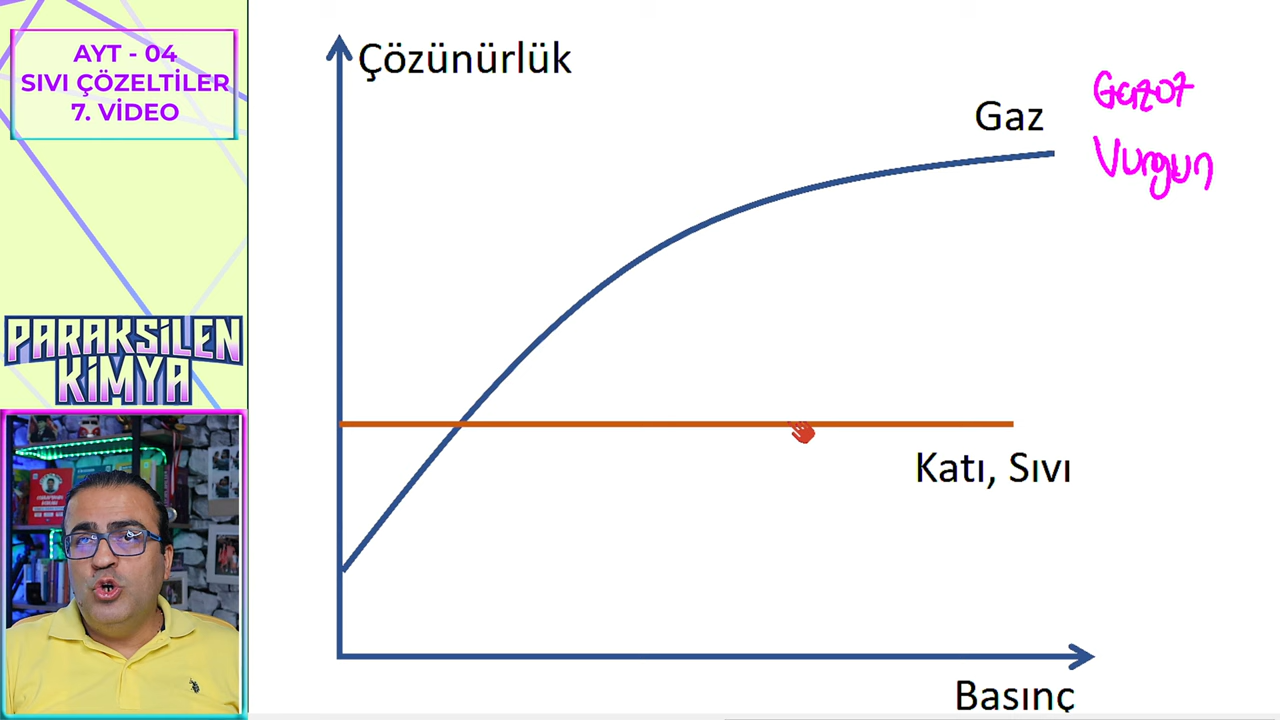 AYT - 04
SIVI ÇÖZELTİLER
7. VİDEO
PARAKSİLEN
KİMYA
Çözünürlük
Gaz
Gazoz
Vurgun
Katı, Sıvı
Basınç